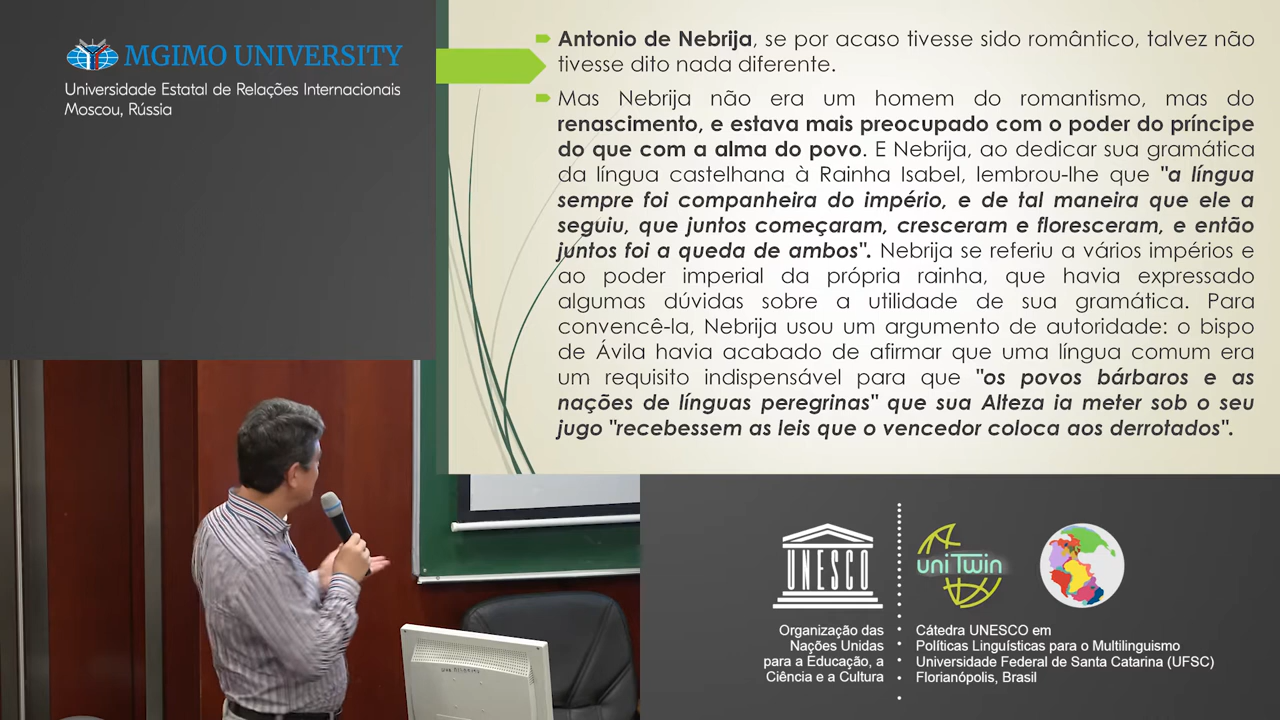 MGIMO UNIVERSITY
Universidade Estatal de Relações Internacionais
Moscou, Rússia
Antonio de Nebrija, se por acaso tivesse sido romântico, talvez não
tivesse dito nada diferente.
Mas Nebrija não era um homem do romantismo, mas do
renascimento, e estava mais preocupado com o poder do príncipe
do que com a alma do povo. E Nebrija, ao dedicar sua gramática
da língua castelhana à Rainha Isabel, lembrou-lhe que "a língua
sempre foi companheira do império, e de tal maneira que ele a
seguiu, que juntos começaram, cresceram e floresceram, e então
juntos foi a queda de ambos". Nebrija se referiu a vários impérios e
ao poder imperial da própria rainha, que havia expressado
algumas dúvidas sobre a utilidade de sua gramática. Para
convencê-la, Nebrija usou um argumento de autoridade: o bispo
de Ávila havia acabado de afirmar que uma língua comum era
um requisito indispensável para que "os povos bárbaros e as
nações de línguas peregrinas" que sua Alteza ia meter sob o seu
jugo "recebessem as leis que o vencedor coloca aos derrotados".
UNESCO
Organização das
Nações Unidas
para a Educação, a
Ciência e a Cultura
uniTwin
Cátedra UNESCO em
Políticas Linguísticas para o Multilinguismo
Universidade Federal de Santa Catarina (UFSC)
Florianópolis, Brasil